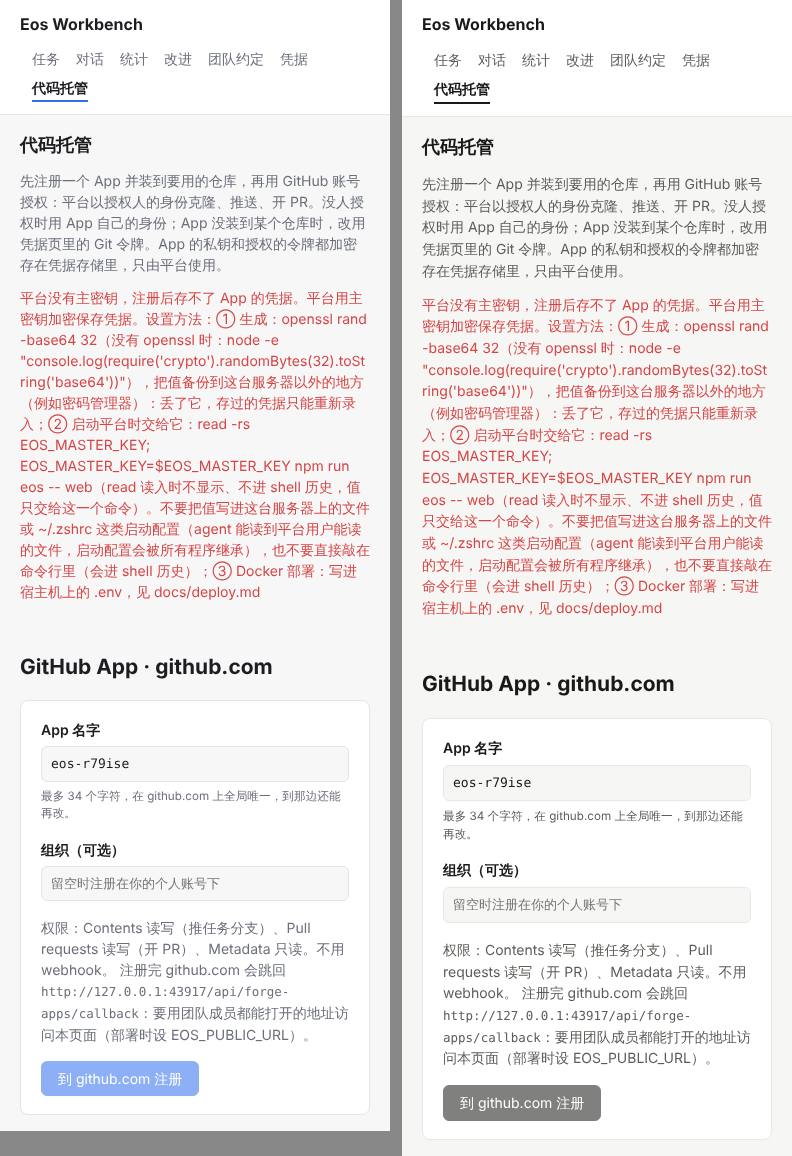 Eos Workbench
任务 对话 统计 改进 团队约定 凭据
代码托管
代码托管
先注册一个 App 并装到要用的仓库，再用 GitHub 账号
授权：平台以授权人的身份克隆、推送、开 PR。没人授
权时用 App 自己的身份；App 没装到某个仓库时，改用
凭据页里的 Git 令牌。App 的私钥和授权的令牌都加密
存在凭据存储里，只由平台使用。
平台没有主密钥，注册后存不了 App 的凭据。平台用主
密钥加密保存凭据。设置方法：① 生成：openssl rand
-base64 32（没有 openssl 时：node -e
"console.log(require('crypto').randomBytes(32).toSt
ring('base64'))"），把值备份到这台服务器以外的地方
（例如密码管理器）：丢了它，存过的凭据只能重新录
入；② 启动平台时交给它：read -rs
EOS_MASTER_KEY;
EOS_MASTER_KEY=$EOS_MASTER_KEY npm run
eos -- web（read 读入时不显示、不进 shell 历史，值
只交给这一个命令）。不要把值写进这台服务器上的文件
或 ~/.zshrc 这类启动配置（agent 能读到平台用户能读
的文件，启动配置会被所有程序继承），也不要直接敲在
命令行里（会进 shell 历史）；③ Docker 部署：写进
宿主机上的 .env，见 docs/deploy.md
GitHub App · github.com
App 名字
eos-r79ise
最多 34 个字符，在 github.com 上全局唯一，到那边还能
再改。
组织（可选）
留空时注册在你的个人账号下
权限：Contents 读写（推任务分支）、Pull
requests 读写（开 PR）、Metadata 只读。不用
webhook。 注册完 github.com 会跳回
http://127.0.0.1:43917/api/forge-
apps/callback：要用团队成员都能打开的地址访
问本页面（部署时设 EOS_PUBLIC_URL）。
到 github.com 注册
Eos Workbench
任务 对话 统计 改进 团队约定 凭据
代码托管
代码托管
先注册一个 App 并装到要用的仓库，再用 GitHub 账号
授权：平台以授权人的身份克隆、推送、开 PR。没人授
权时用 App 自己的身份；App 没装到某个仓库时，改用
凭据页里的 Git 令牌。App 的私钥和授权的令牌都加密
存在凭据存储里，只由平台使用。
平台没有主密钥，注册后存不了 App 的凭据。平台用主
密钥加密保存凭据。设置方法：① 生成：openssl rand
-base64 32（没有 openssl 时：node -e
"console.log(require('crypto').randomBytes(32).toSt
ring('base64'))"），把值备份到这台服务器以外的地方
（例如密码管理器）：丢了它，存过的凭据只能重新录
入；② 启动平台时交给它：read -rs
EOS_MASTER_KEY;
EOS_MASTER_KEY=$EOS_MASTER_KEY npm run
eos -- web（read 读入时不显示、不进 shell 历史，值
只交给这一个命令）。不要把值写进这台服务器上的文件
或 ~/.zshrc 这类启动配置（agent 能读到平台用户能读
的文件，启动配置会被所有程序继承），也不要直接敲在
命令行里（会进 shell 历史）；③ Docker 部署：写进
宿主机上的 .env，见 docs/deploy.md
GitHub App · github.com
App 名字
eos-r79ise
最多 34 个字符，在 github.com 上全局唯一，到那边还能
再改。
组织（可选）
留空时注册在你的个人账号下
权限：Contents 读写（推任务分支）、Pull
requests 读写（开 PR）、Metadata 只读。不用
webhook。 注册完 github.com 会跳回
http://127.0.0.1:43917/api/forge-
apps/callback：要用团队成员都能打开的地址访
问本页面（部署时设 EOS_PUBLIC_URL）。
到 github.com 注册